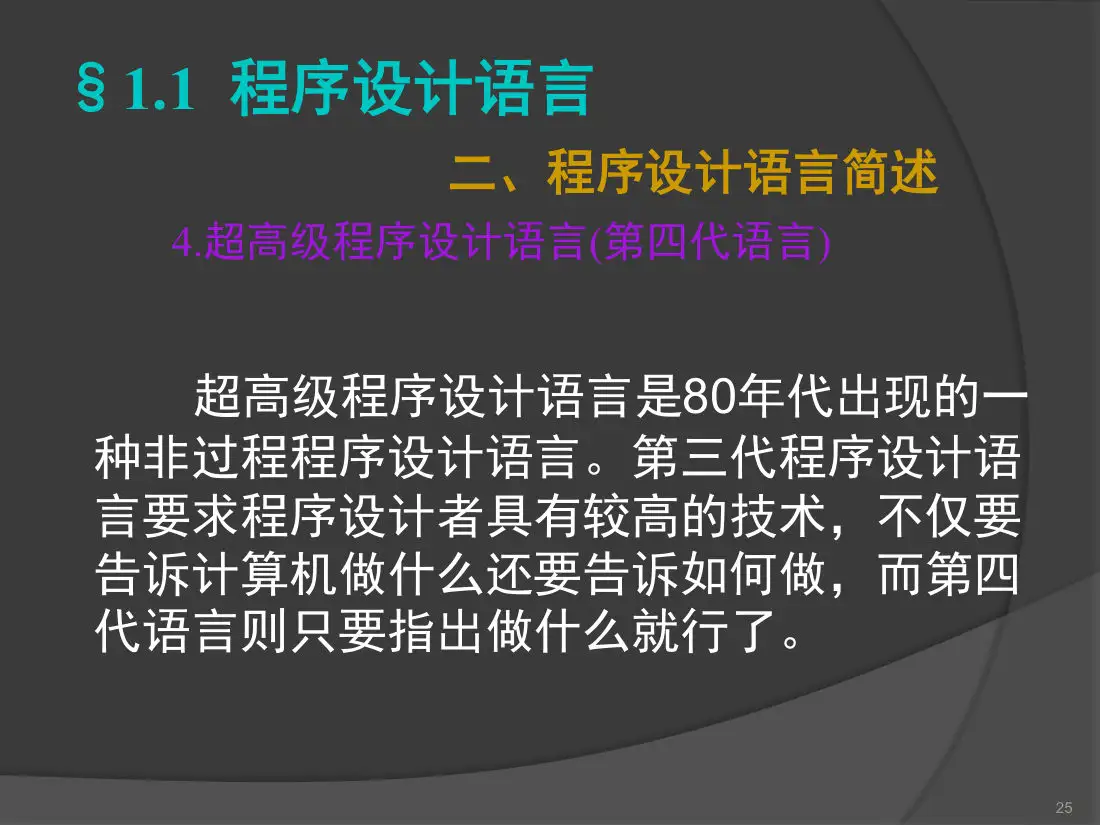 §1.1 程序设计语言
二、程序设计语言简述
4.超高级程序设计语言(第四代语言)
超高级程序设计语言是80年代出现的一
种非过程程序设计语言。第三代程序设计语
言要求程序设计者具有较高的技术，不仅要
告诉计算机做什么还要告诉如何做，而第四
代语言则只要指出做什么就行了。
25